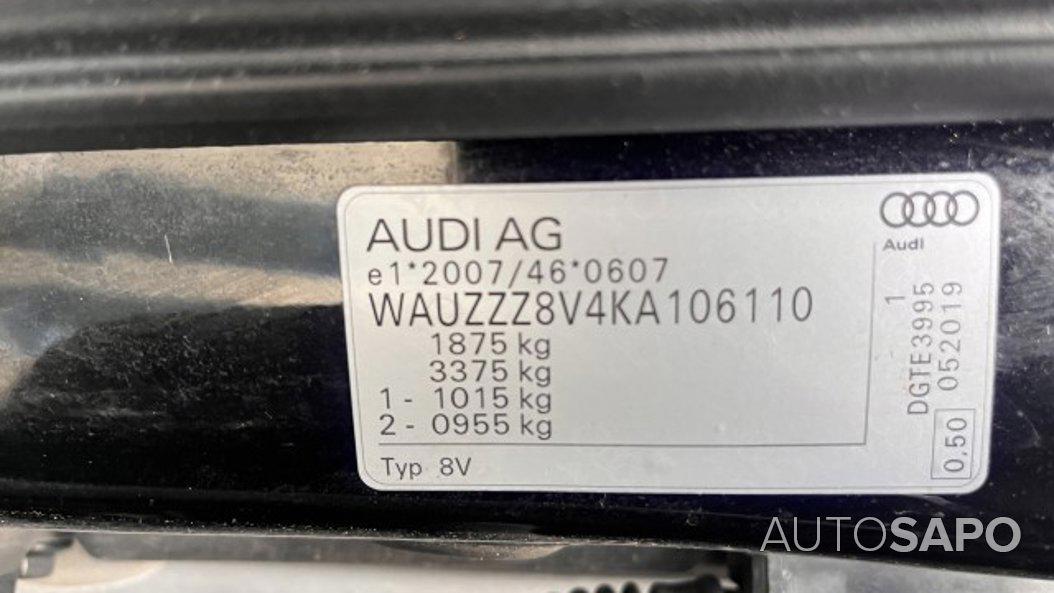 AUDI AG
e1*2007/46*0607
WAUZZZ8V4KA106110
1875 kg
3375 kg
1 - 1015 kg
2 - 0955 kg
Typ 8V
Audi
1
DGTE3995
052019
0,50
AUTOSAPO